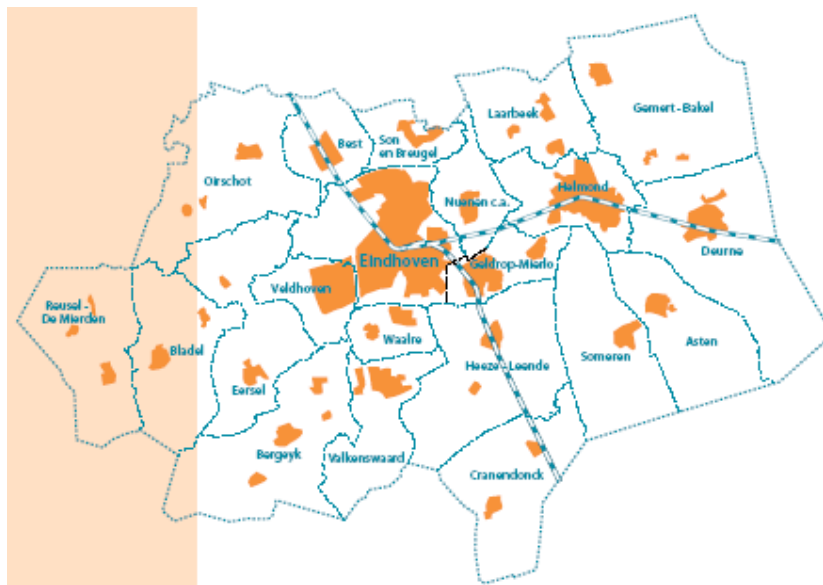 Gemert - Bakel
Laarbeek
Best
Son
en Breugel
Oirschot
Helmond
Nuenen c.a.
Deurne
Eindhoven
Geldrop-Mierlo
Veldhoven
Reusel -
De Mierden
Waalre
Asten
Bladel
Someren
Heeze - Leende
Eersel
Bergeyk
Valkenswaard
Cranendonck